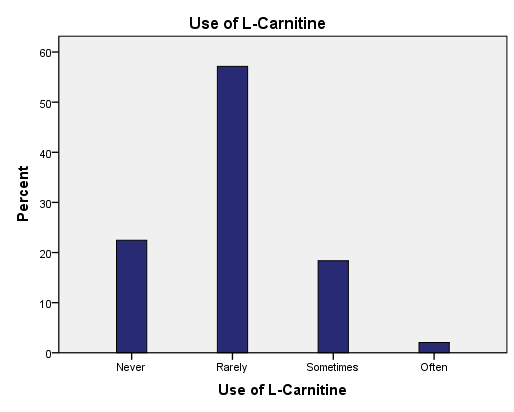 Use of L-Carnitine
60
50
40
30
20
10
0
Percent
Never Rarely Sometimes Often
Use of L-Carnitine